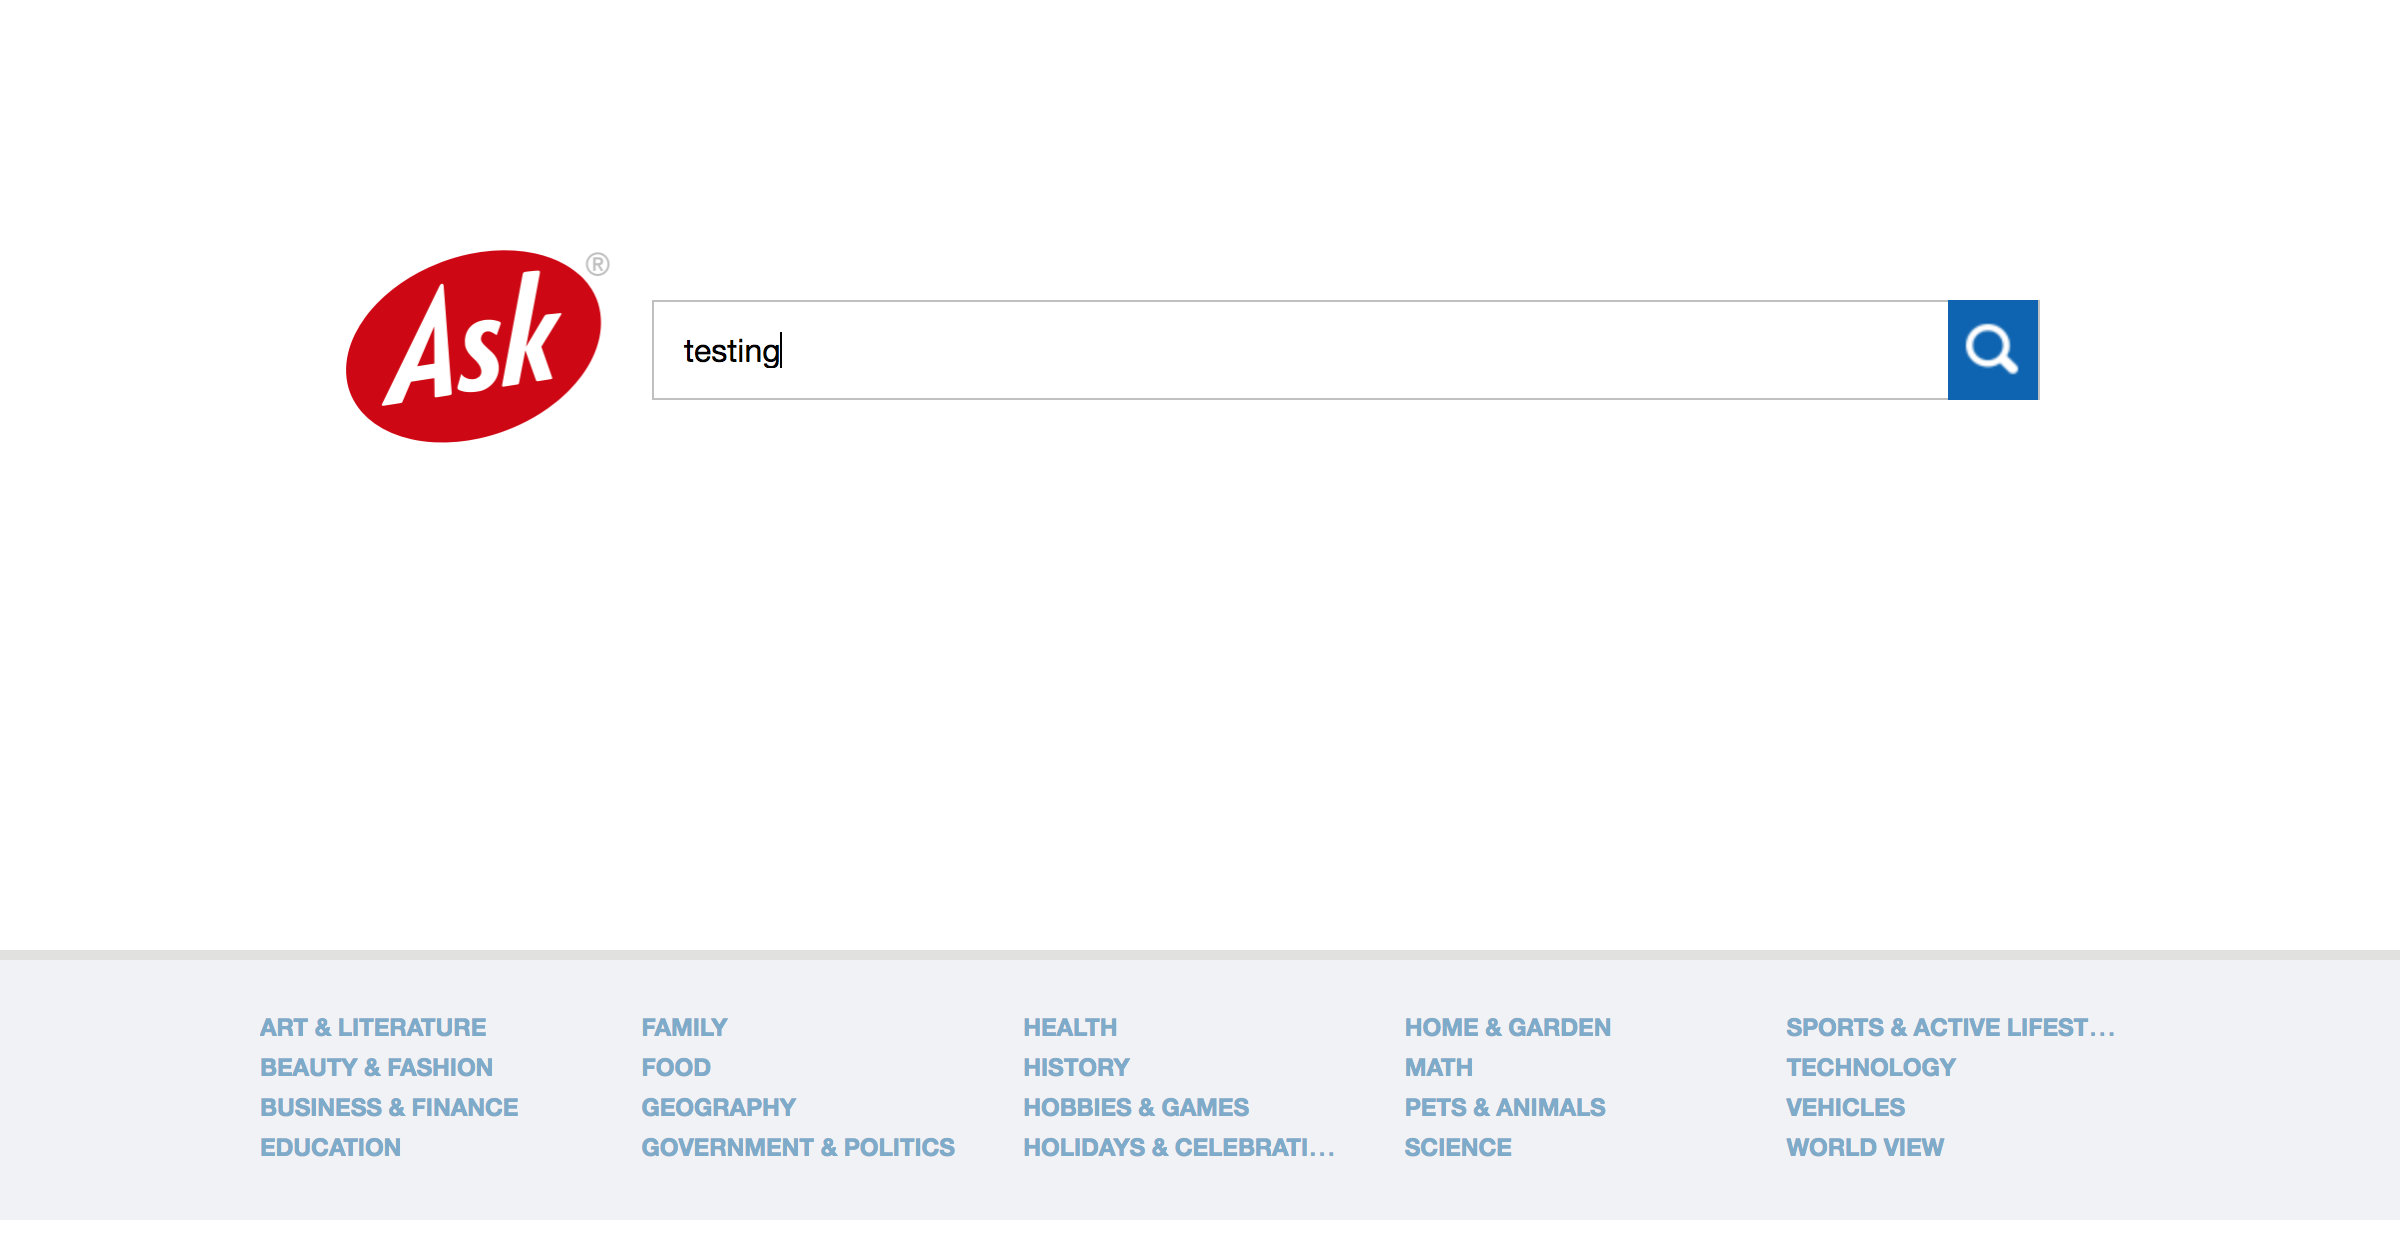 Ask®
testing
ART & LITERATURE
BEAUTY & FASHION
BUSINESS & FINANCE
EDUCATION
FAMILY
FOOD
GEOGRAPHY
GOVERNMENT & POLITICS
HEALTH
HISTORY
HOBBIES & GAMES
HOLIDAYS & CELEBRATI...
HOME & GARDEN
MATH
PETS & ANIMALS
SCIENCE
SPORTS & ACTIVE LIFEST...
TECHNOLOGY
VEHICLES
WORLD VIEW